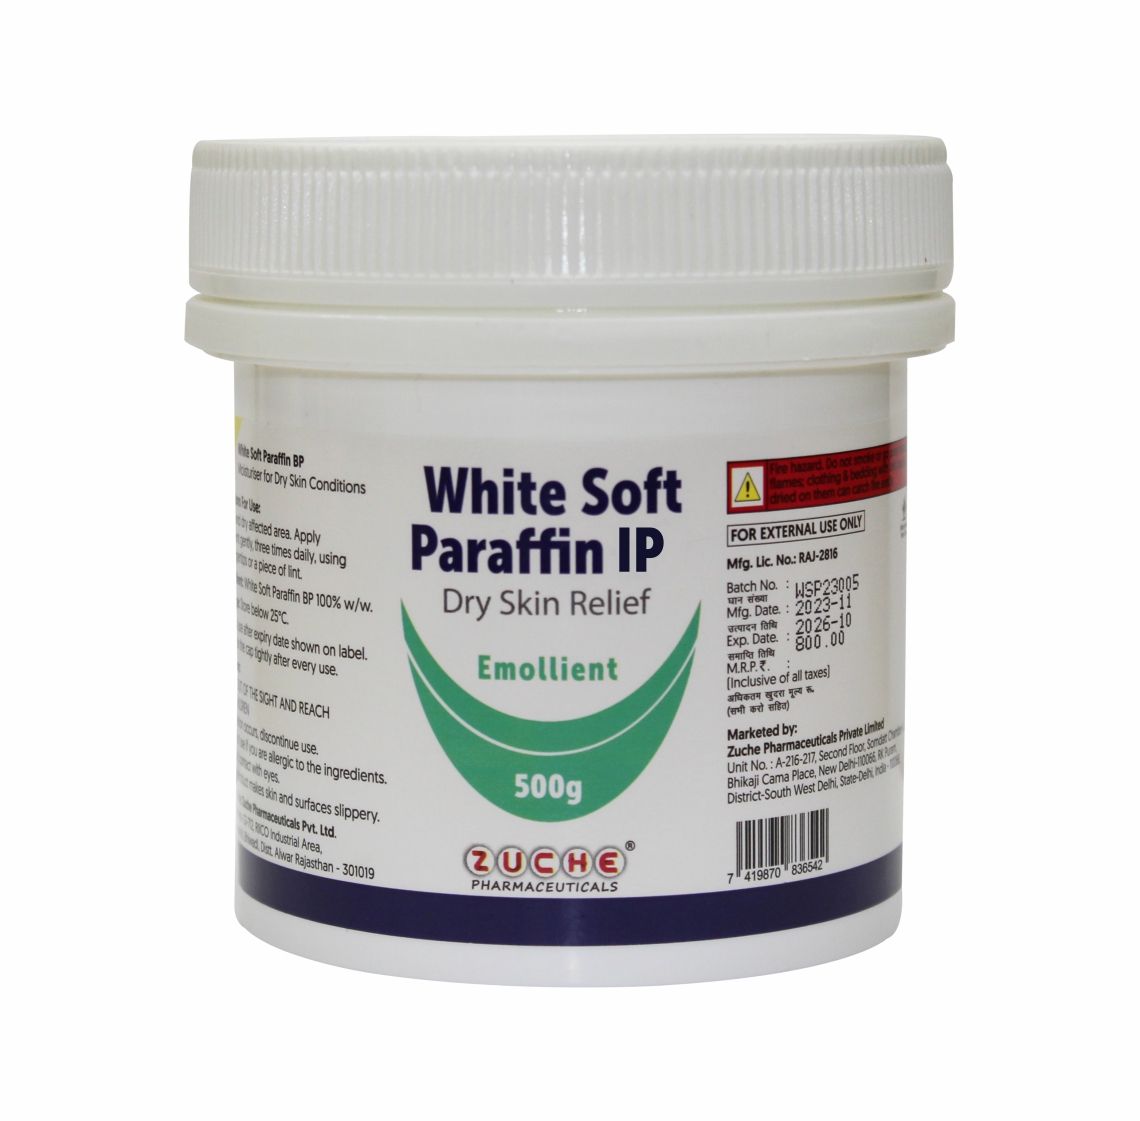 White Soft Paraffin BP
Moisturiser for Dry Skin Conditions
For Use:
dry affected area. Apply
gently, three times daily, using
or a piece of lint.
White Soft Paraffin BP 100% w/w.
Store below 25°C.
after expiry date shown on label.
the cap tightly after every use.
OF THE SIGHT AND REACH
occurs, discontinue use.
if you are allergic to the ingredients.
with eyes.
makes skin and surfaces slippery.
Zuche Pharmaceuticals Pvt. Ltd.
RIICO Industrial Area,
Distt. Alwar Rajasthan - 301019
White Soft
Paraffin IP
Dry Skin Relief
Emollient
500g
ZUCHE®
PHARMACEUTICALS
Fire hazard. Do not smoke or
flames; clothing & bedding with
dried on them can catch fire
FOR EXTERNAL USE ONLY
Mfg. Lic. No.: RAJ-2816
Batch No. : WSP23005
घान संख्या
Mfg. Date. : 2023-11
उत्पादन तिथि
Exp. Date. : 2026-10
समाप्ति तिथि
M.R.P.₹. : 800.00
(Inclusive of all taxes)
अधिकतम खुदरा मूल्य रू.
(सभी करो सहित)
Marketed by:
Zuche Pharmaceuticals Private Limited
Unit No. : A-216-217, Second Floor, Somdatt
Bhikaji Cama Place, New Delhi-110066, RK Puram,
District-South West Delhi, State-Delhi, India -
7 419870 836542